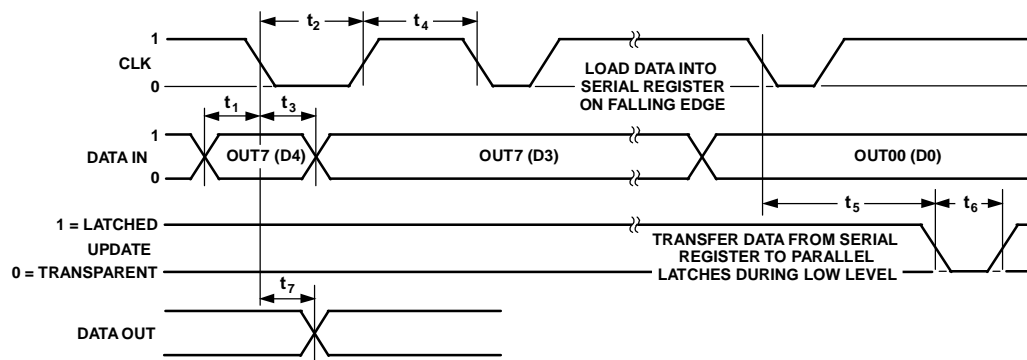 t2
t4
1
CLK
0
LOAD DATA INTO
SERIAL REGISTER
ON FALLING EDGE
t1
t3
1
DATA IN
0
OUT7 (D4)
OUT7 (D3)
OUT00 (D0)
t5
t6
1 = LATCHED
UPDATE
0 = TRANSPARENT
TRANSFER DATA FROM SERIAL
REGISTER TO PARALLEL
LATCHES DURING LOW LEVEL
t7
DATA OUT